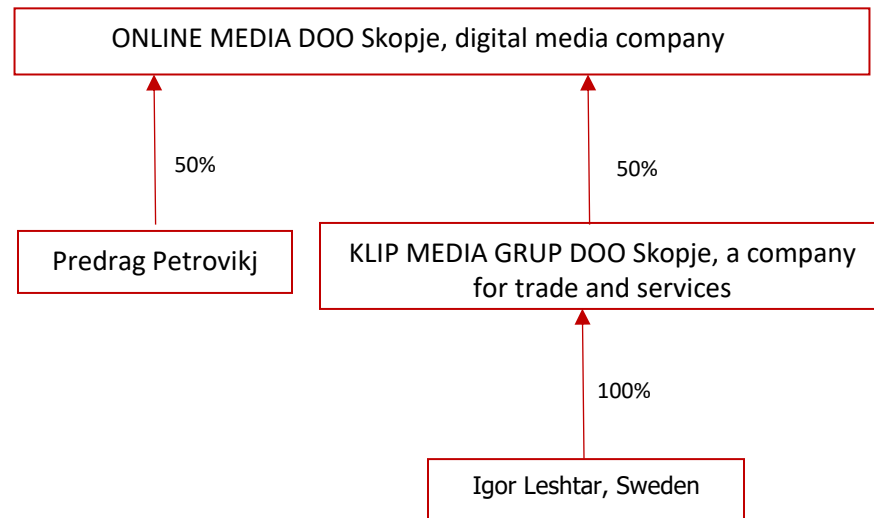 ONLINE MEDIA DOO Skopje, digital media company
50%
50%
Predrag Petrovikj
KLIP MEDIA GRUP DOO Skopje, a company
for trade and services
100%
Igor Leshtar, Sweden